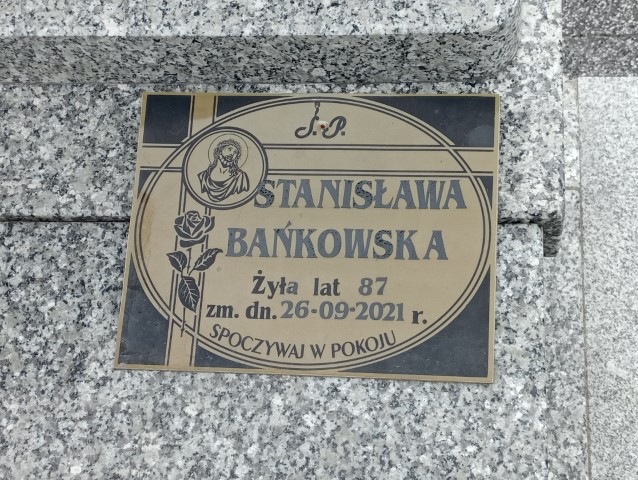 Ś.P.
STANISŁAWA
BAŃKOWSKA
Żyła lat 87
zm. dn. 26-09-2021 r.
SPOCZYWAJ W POKOJU